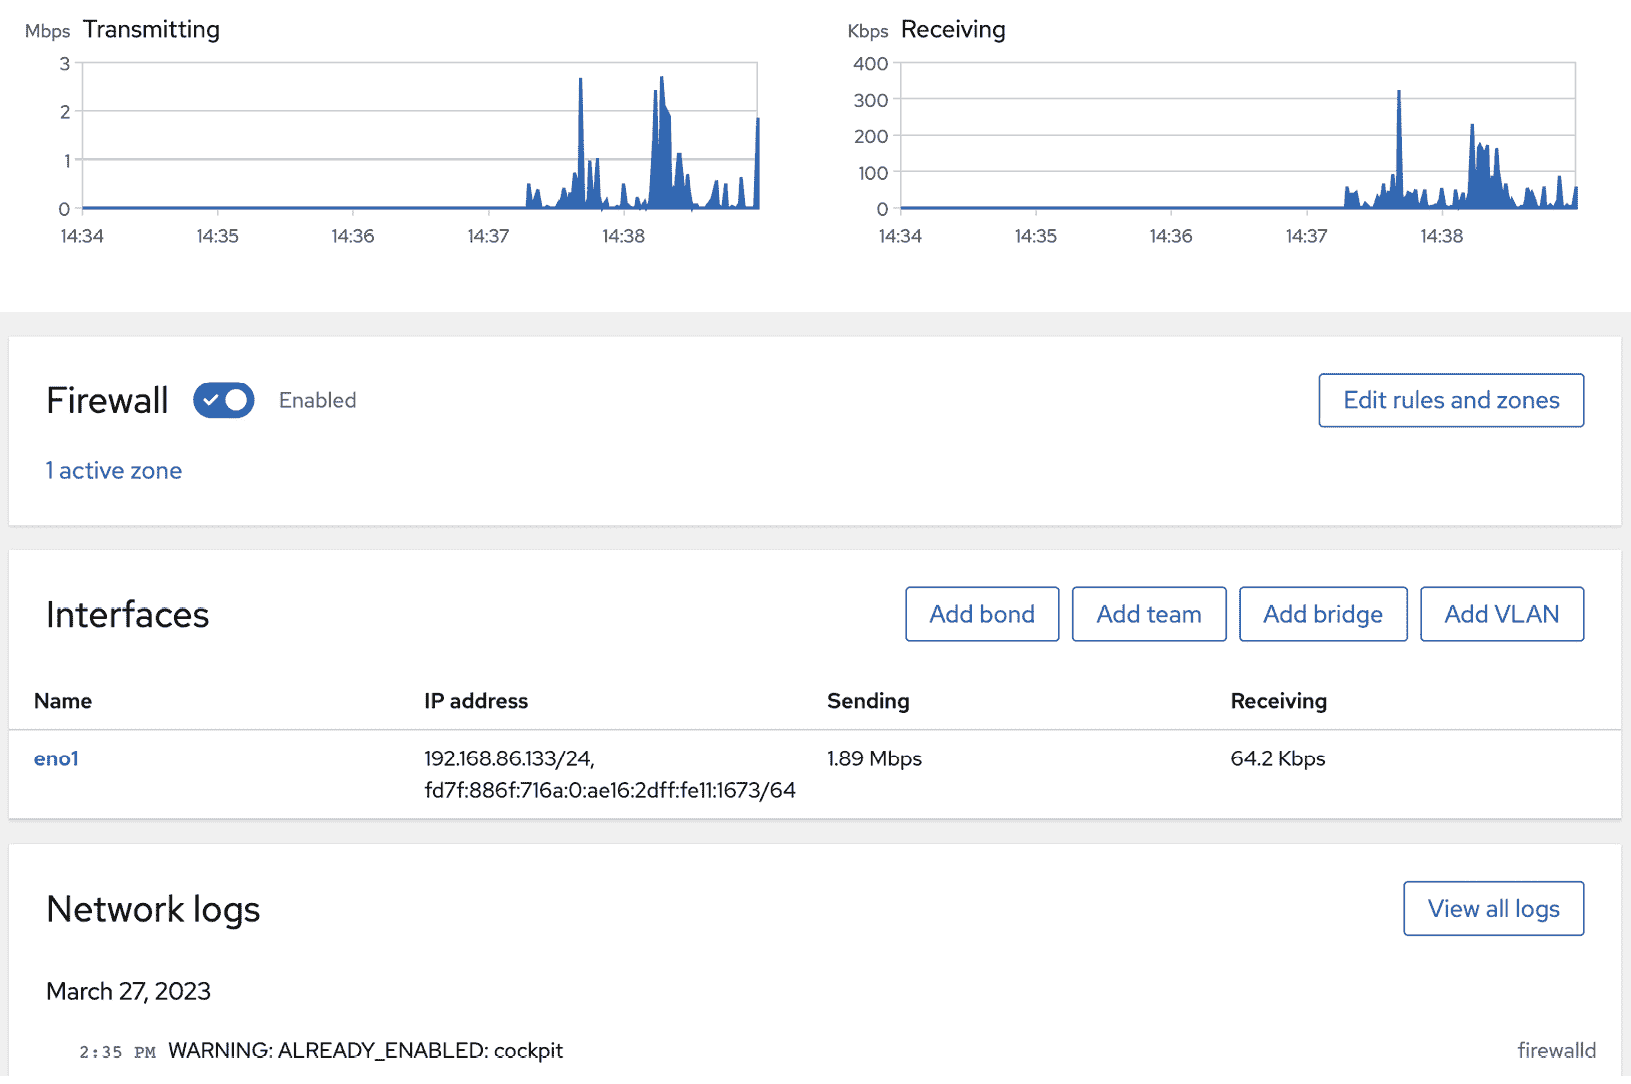 Mbps Transmitting
3
2
1
0
14:34 14:35 14:36 14:37 14:38
Kbps Receiving
400
300
200
100
0
14:34 14:35 14:36 14:37 14:38
Firewall Enabled
Edit rules and zones
1 active zone
Interfaces
Add bond Add team Add bridge Add VLAN
Name IP address Sending Receiving
eno1 192.168.86.133/24, 1.89 Mbps 64.2 Kbps
fd7f:886f:716a:0:ae16:2dff:fe11:1673/64
Network logs
View all logs
March 27, 2023
2:35 PM WARNING: ALREADY_ENABLED: cockpit firewalld